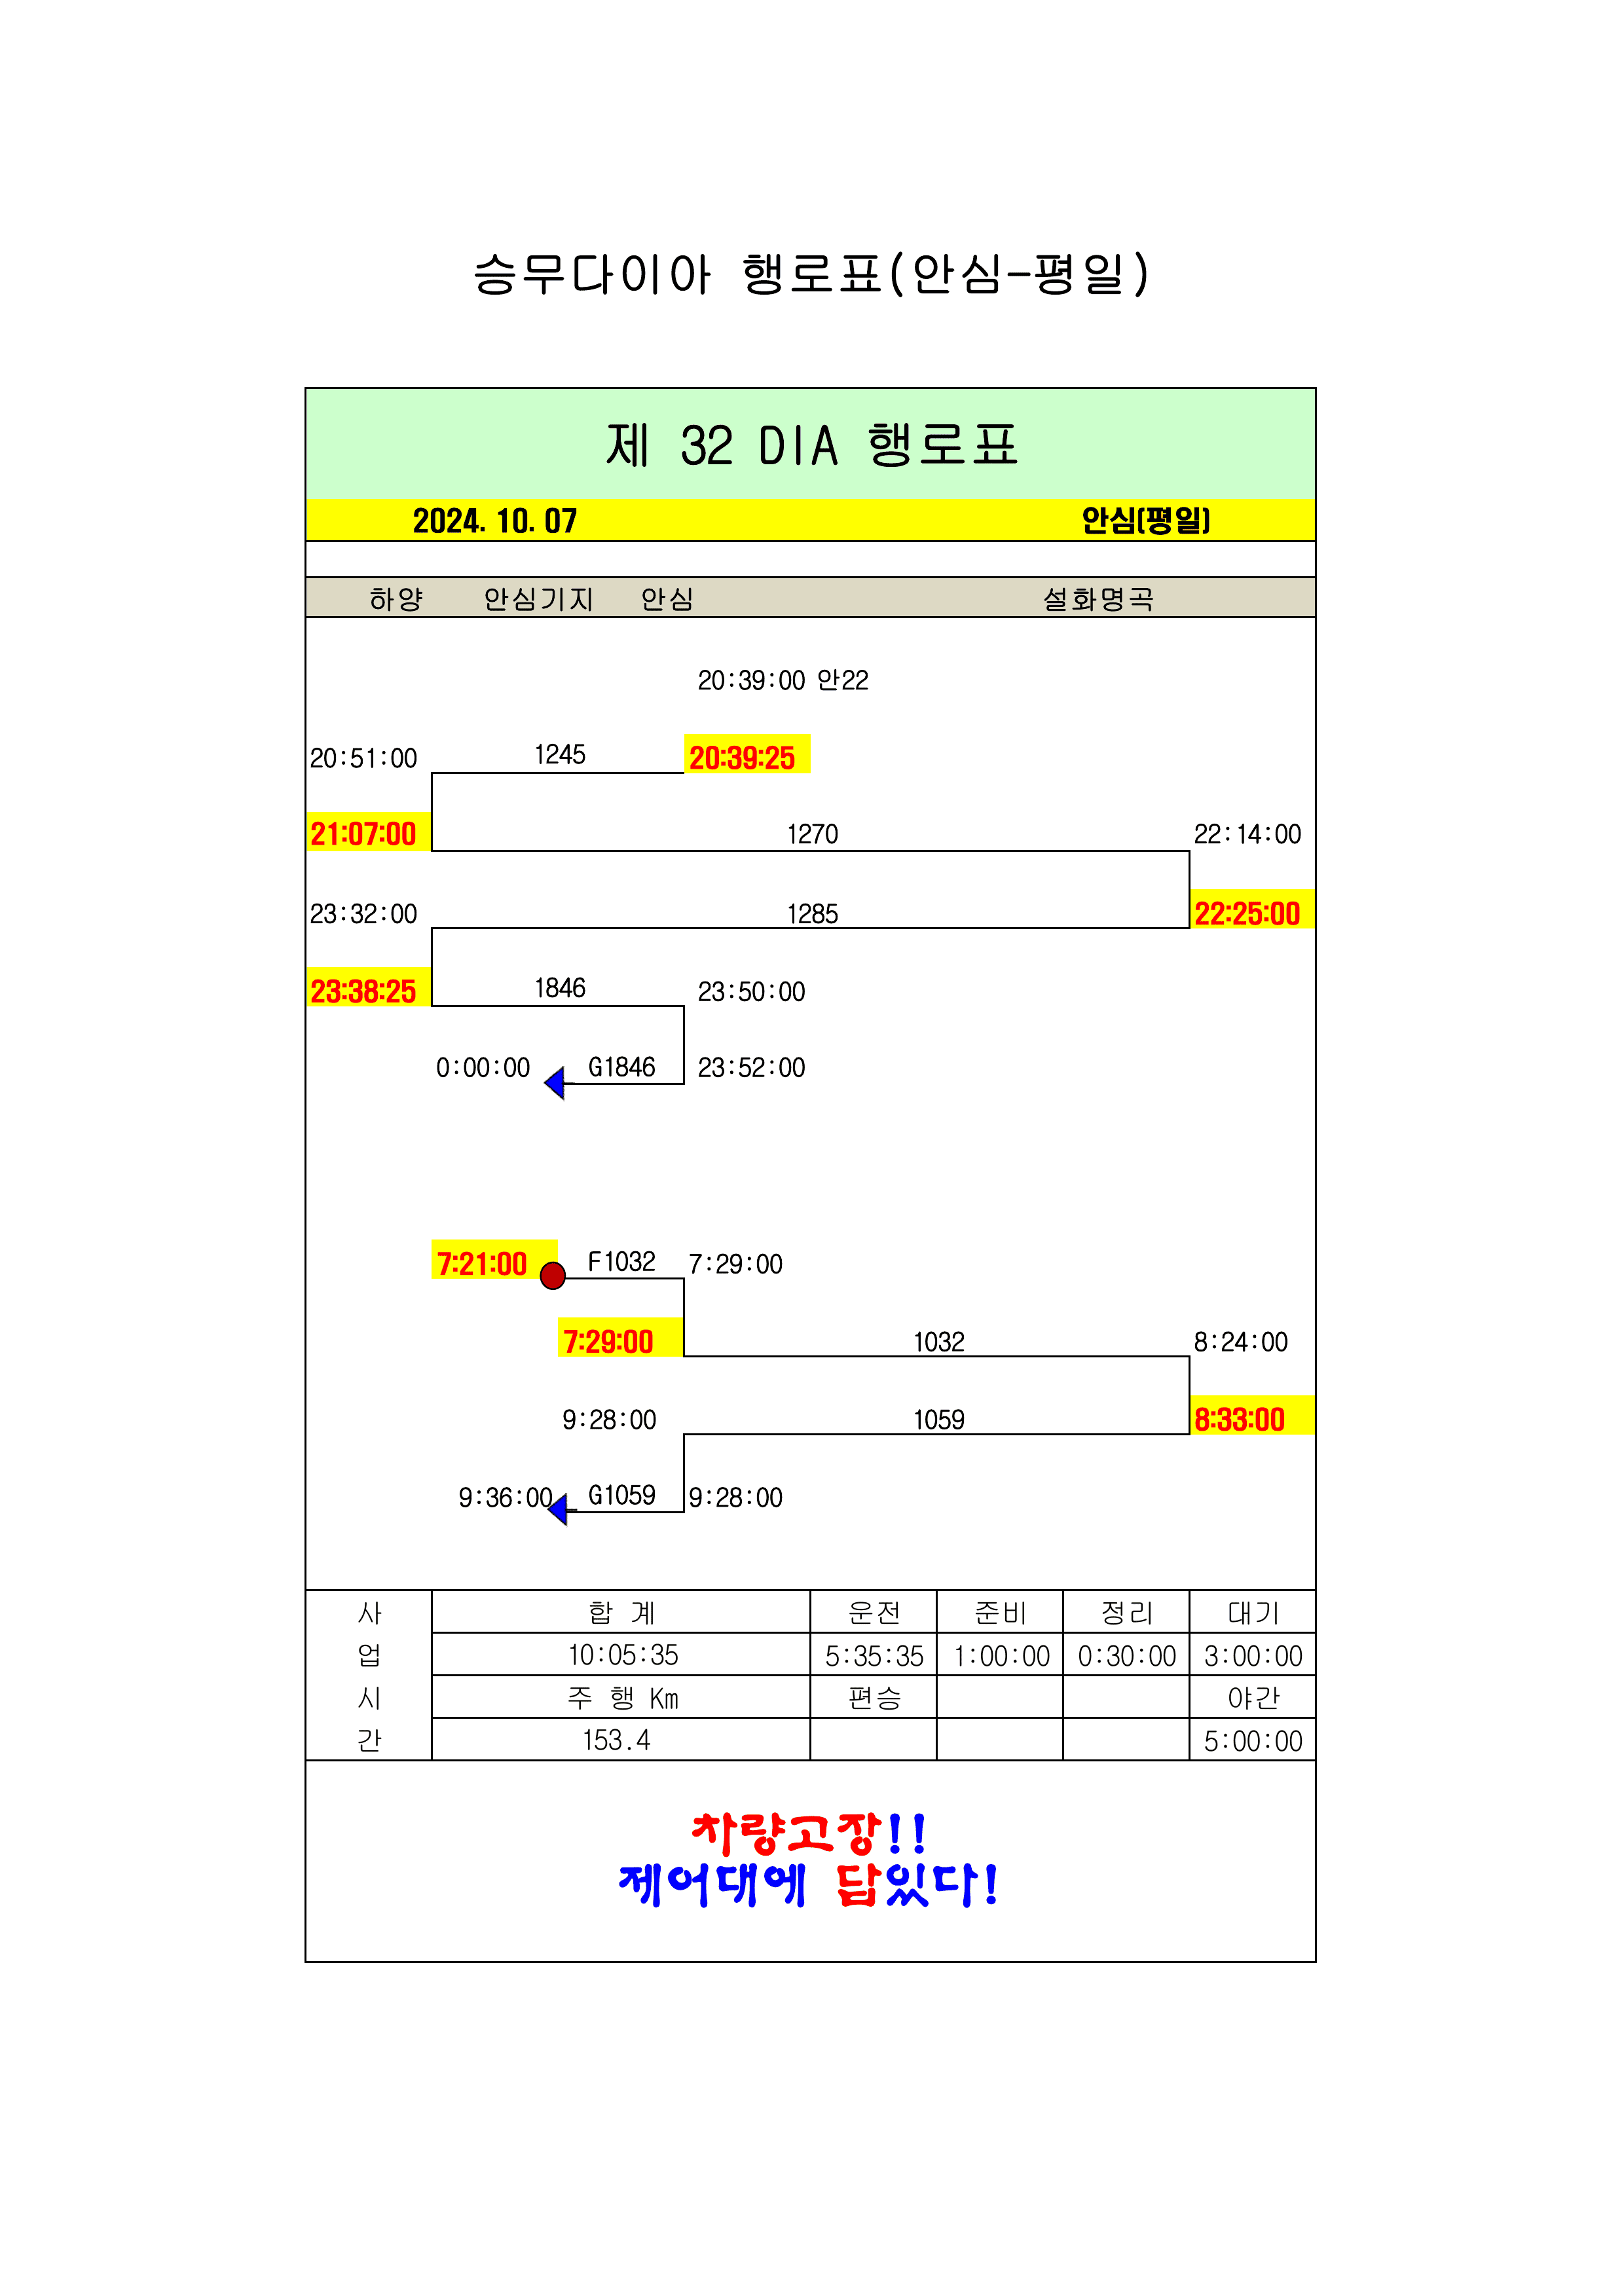 승무다이아 행로표(안심-평일)
제 32 DIA 행로표
2024. 10. 07 안심(평일)
하양 안심기지 안심 설화명곡
20:39:00 안22
20:51:00 1245 20:39:25
21:07:00 1270 22:14:00
23:32:00 1285 22:25:00
23:38:25 1846 23:50:00
0:00:00 G1846 23:52:00
7:21:00 F1032 7:29:00
7:29:00 1032 8:24:00
9:28:00 1059 8:33:00
9:36:00 G1059 9:28:00
사 합 계 운전 준비 정리 대기
업 10:05:35 5:35:35 1:00:00 0:30:00 3:00:00
시 주 행 Km 편승 야간
간 153.4 5:00:00
차량고장!!
제어대에 답있다!